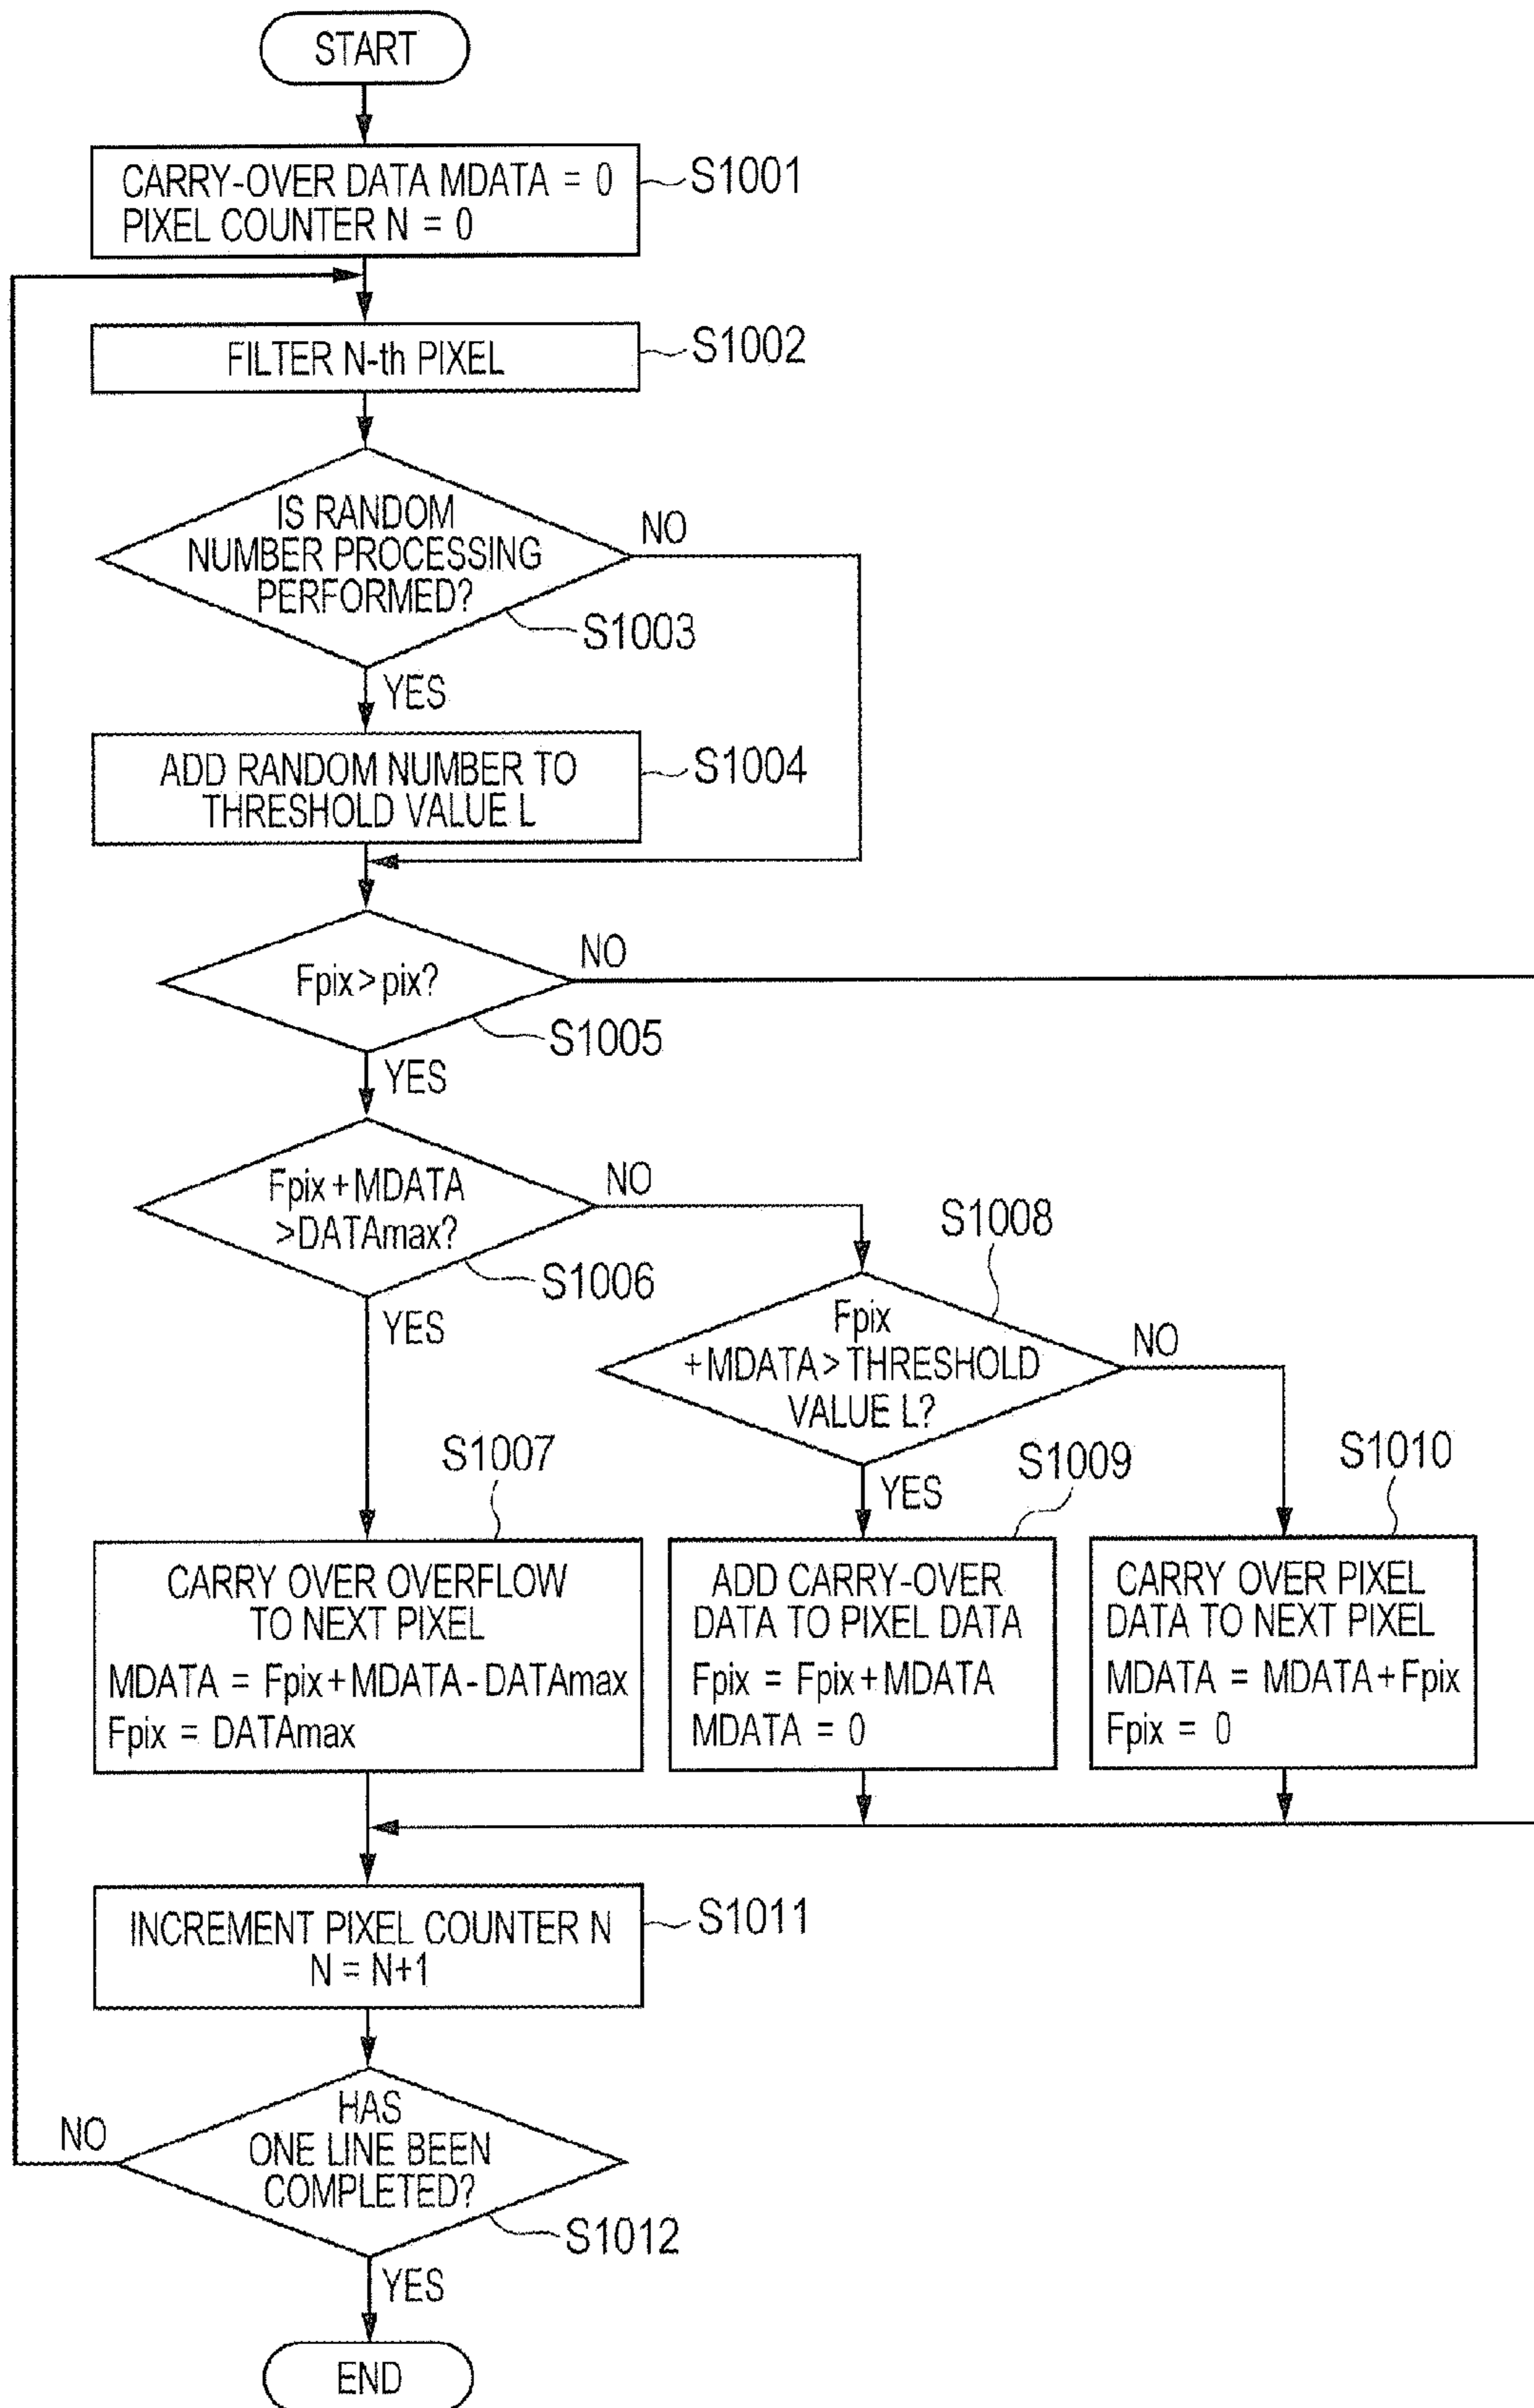 START
CARRY-OVER DATA MDATA = 0
PIXEL COUNTER N = 0
S1001
FILTER N-th PIXEL
S1002
IS RANDOM
NUMBER PROCESSING
PERFORMED?
NO
S1003
YES
ADD RANDOM NUMBER TO
THRESHOLD VALUE L
S1004
Fpix>pix?
NO
S1005
YES
Fpix+MDATA
>DATAmax?
NO
S1006
YES
S1008
Fpix
+MDATA>THRESHOLD
VALUE L?
NO
YES
S1007
CARRY OVER OVERFLOW
TO NEXT PIXEL
MDATA = Fpix+MDATA-DATAmax
Fpix = DATAmax
S1009
ADD CARRY-OVER
DATA TO PIXEL DATA
Fpix = Fpix+MDATA
MDATA = 0
S1010
CARRY OVER PIXEL
DATA TO NEXT PIXEL
MDATA = MDATA+Fpix
Fpix = 0
INCREMENT PIXEL COUNTER N
N = N+1
S1011
HAS
ONE LINE BEEN
COMPLETED?
NO
S1012
YES
END